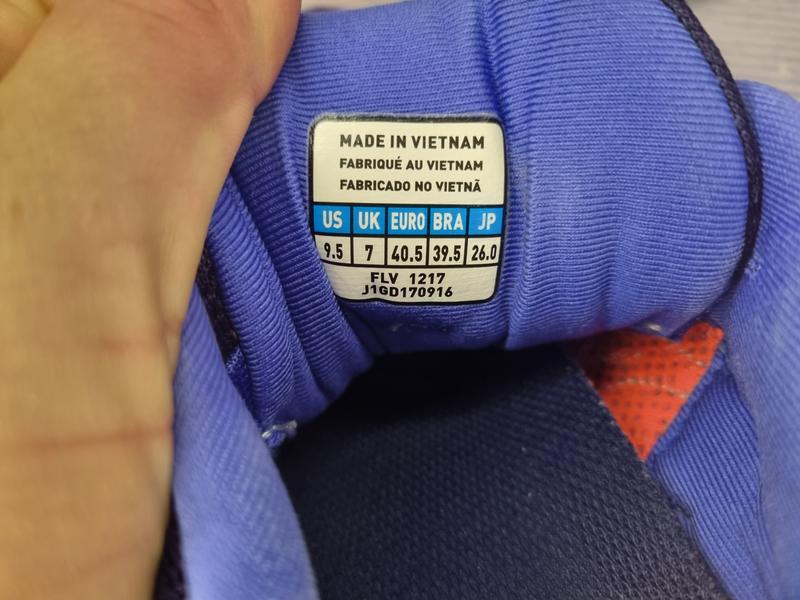 MADE IN VIETNAM
FABRIQUÉ AU VIETNAM
FABRICADO NO VIETNÃ
US UK EURO BRA JP
9.5 7 40.5 39.5 26.0
FLV 1217
J1GD170916